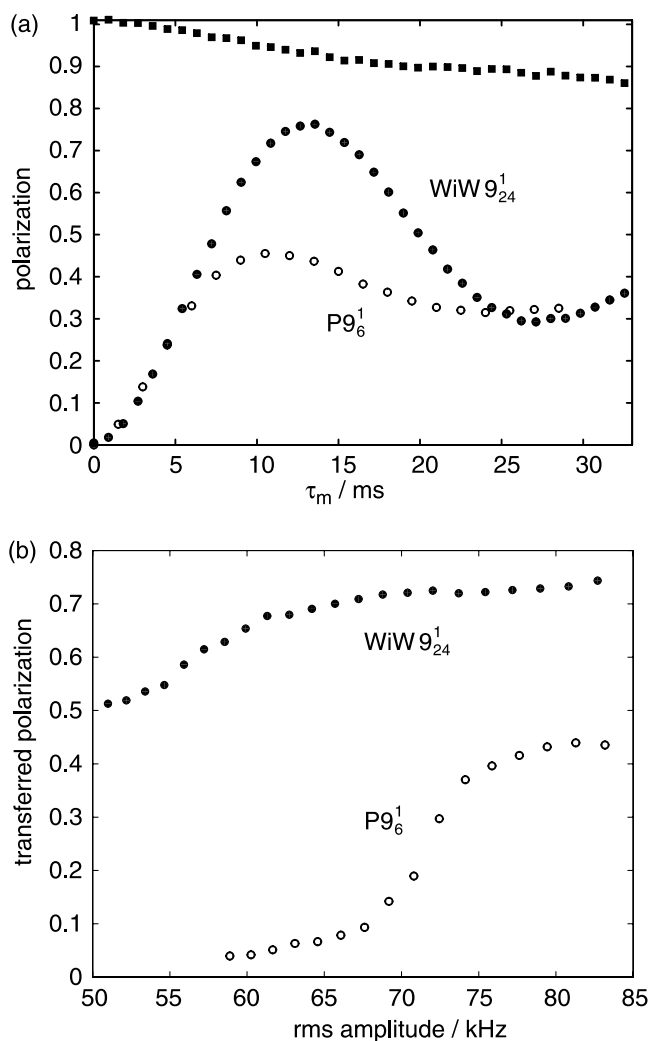 (a)
1
0.9
0.8
0.7
0.6
0.5
0.4
0.3
0.2
0.1
0
polarization
WiW 9¹₂₄
P9¹₆
0 5 10 15 20 25 30
τₘ / ms
(b)
0.8
0.7
0.6
0.5
0.4
0.3
0.2
0.1
0
transferred polarization
WiW 9¹₂₄
P9¹₆
50 55 60 65 70 75 80 85
rms amplitude / kHz